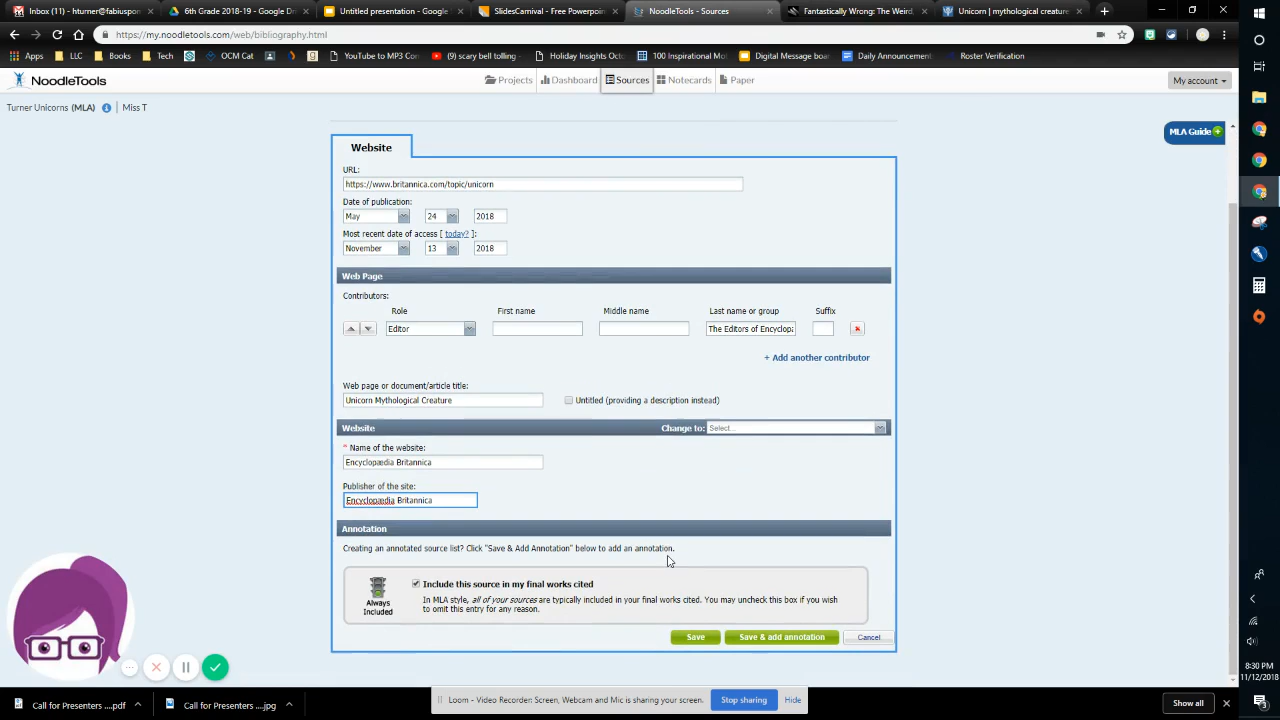 Inbox (11) - hturner@fabiuspon
6th Grade 2018-19 - Google Dr
Untitled presentation - Google
SlidesCarnival - Free Powerpoin
NoodleTools - Sources
Fantastically Wrong: The Weird,
Unicorn | mythological creature
https://my.noodletools.com/web/bibliography.html
Apps
LLC
Books
Tech
OCM Cat
YouTube to MP3 Con
(9) scary bell tolling -
Holiday Insights Octo
100 Inspirational Mot
Digital Message boar
Daily Announcement
Roster Verification
NoodleTools
Projects
Dashboard
Sources
Notecards
Paper
My account
Turner Unicorns (MLA)
Miss T
MLA Guide
Website
URL:
https://www.britannica.com/topic/unicorn
Date of publication:
May 24 2018
Most recent date of access [ today? ]:
November 13 2018
Web Page
Contributors:
Role First name Middle name Last name or group Suffix
Editor The Editors of Encyclop
+ Add another contributor
Web page or document/article title:
Unicorn Mythological Creature
Untitled (providing a description instead)
Website Change to: Select...
* Name of the website:
Encyclopædia Britannica
Publisher of the site:
Encyclopædia Britannica
Annotation
Creating an annotated source list? Click "Save & Add Annotation" below to add an annotation.
Always
Included
Include this source in my final works cited
In MLA style, all of your sources are typically included in your final works cited. You may uncheck this box if you wish
to omit this entry for any reason.
Save
Save & add annotation
Cancel
Loom - Video Recorder: Screen, Webcam and Mic is sharing your screen.
Stop sharing
Hide
Call for Presenters ....pdf
Call for Presenters ....jpg
Show all
8:30 PM
11/12/2018